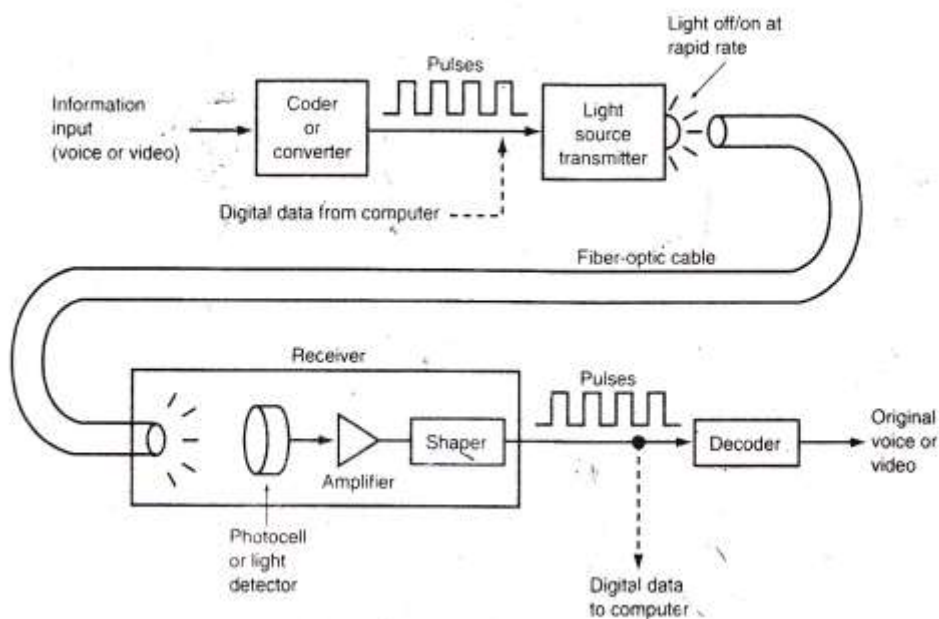 Light off/on at
rapid rate
Pulses
Information
input
(voice or video)
Coder
or
converter
Light
source
transmitter
Digital data from computer
Fiber-optic cable
Receiver
Pulses
Shaper
Amplifier
Decoder
Original
voice or
video
Photocell
or light
detector
Digital data
to computer